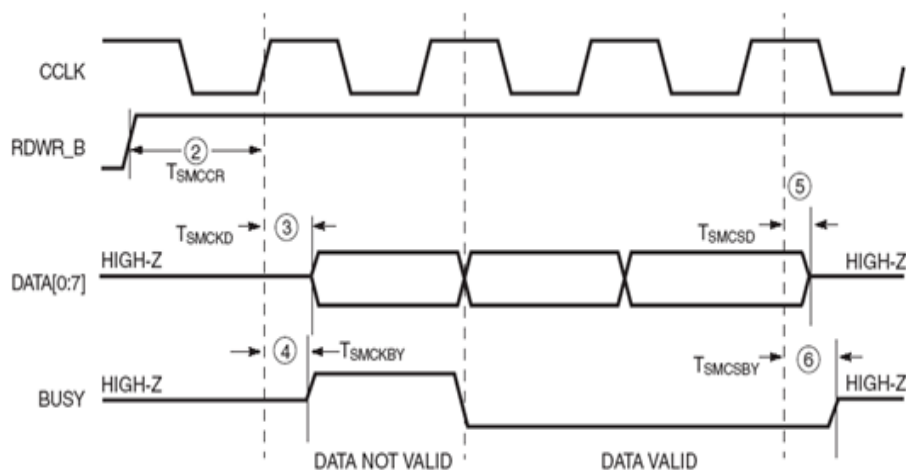 CCLK
RDWR_B
②
TSMCCR
⑤
TSMCKD
③
TSMCSD
HIGH-Z
HIGH-Z
DATA[0:7]
④
TSMCKBY
TSMCSBY
⑥
HIGH-Z
HIGH-Z
BUSY
DATA NOT VALID
DATA VALID